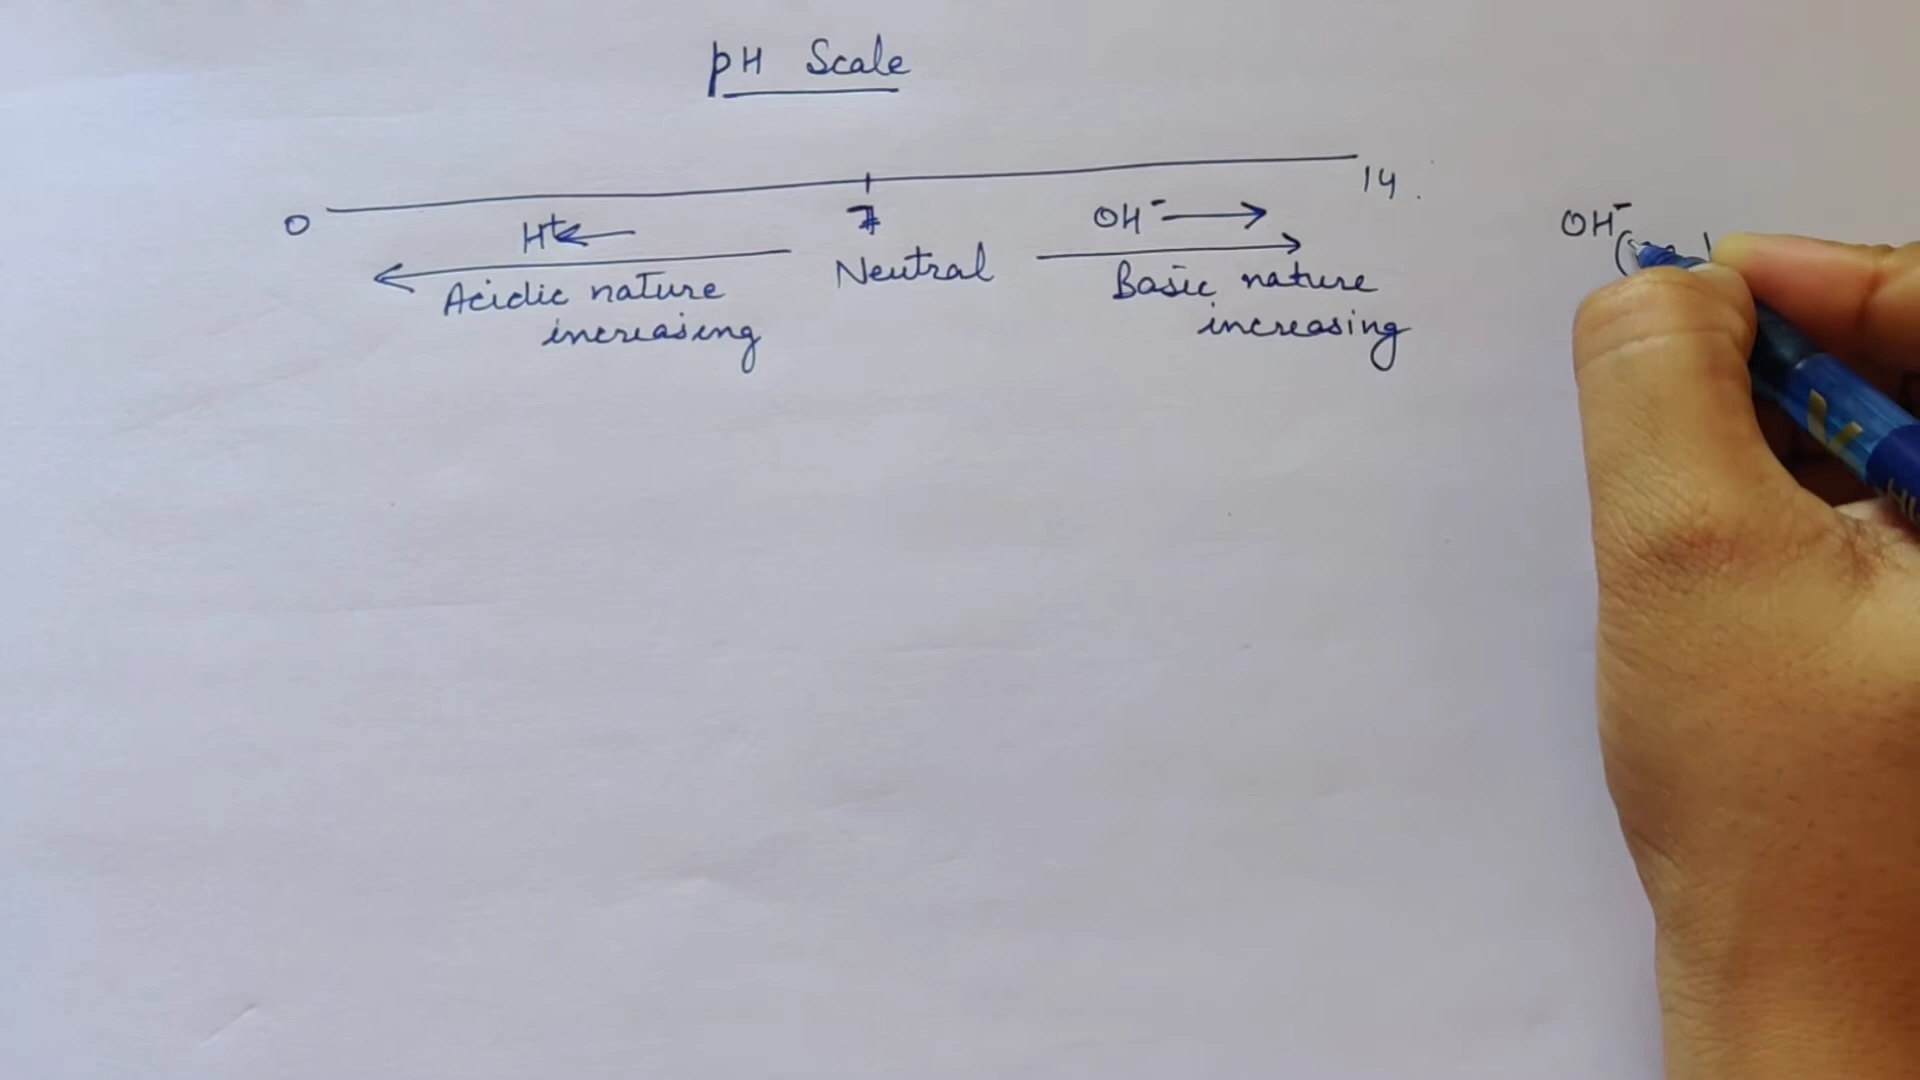 pH Scale
0 7 14.
H+ ← OH- → OH-
Neutral
Acidic nature
increasing
Basic nature
increasing